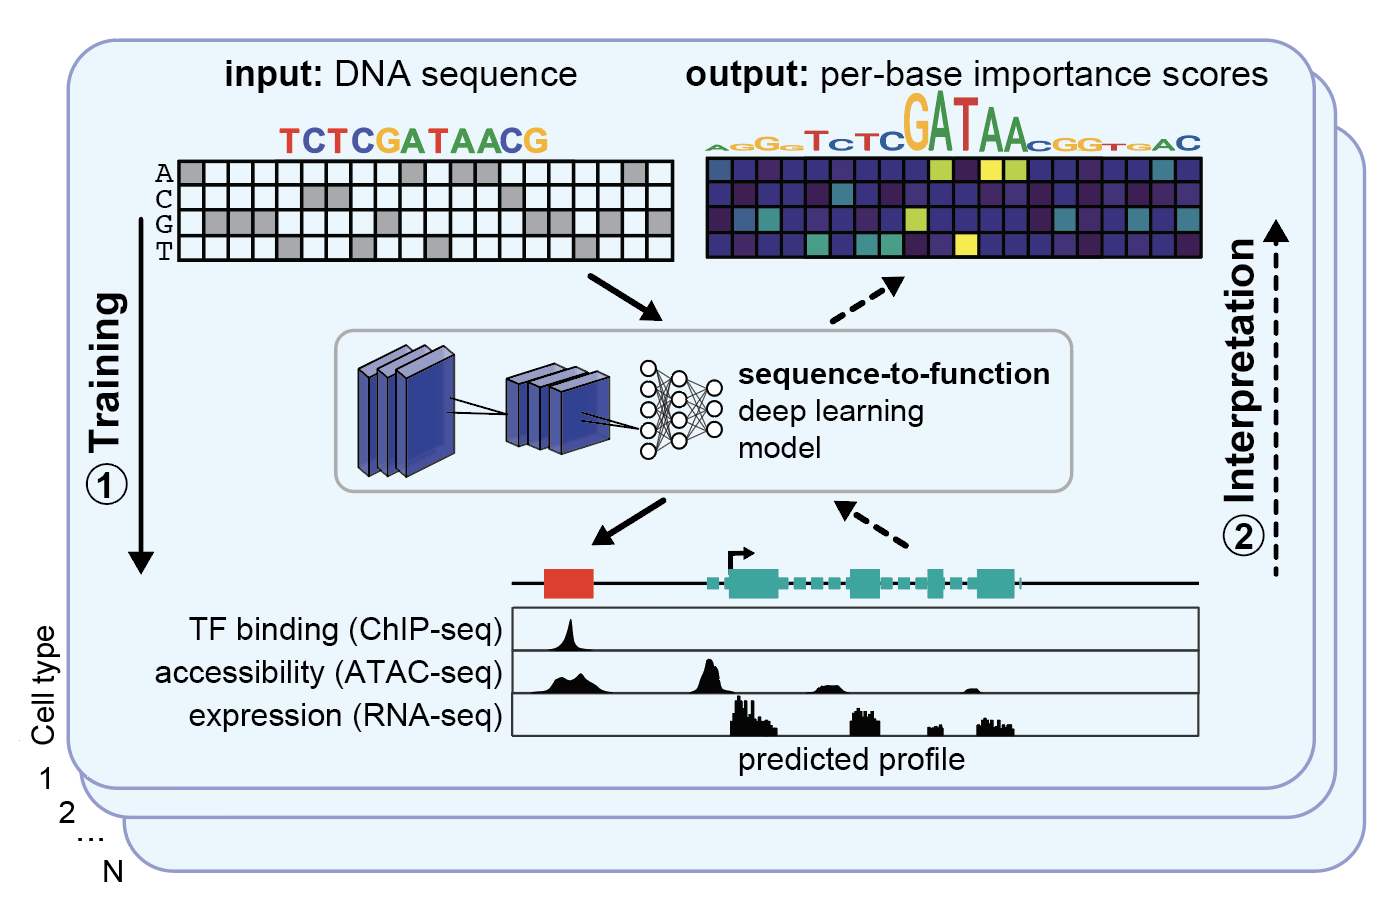 input: DNA sequence
output: per-base importance scores
TCTCGATAACG
AGGGTCTCGATAACGGTGAC
A
C
G
T
① Training
sequence-to-function
deep learning
model
② Interpretation
TF binding (ChIP-seq)
accessibility (ATAC-seq)
expression (RNA-seq)
predicted profile
Cell type
1
2
...
N